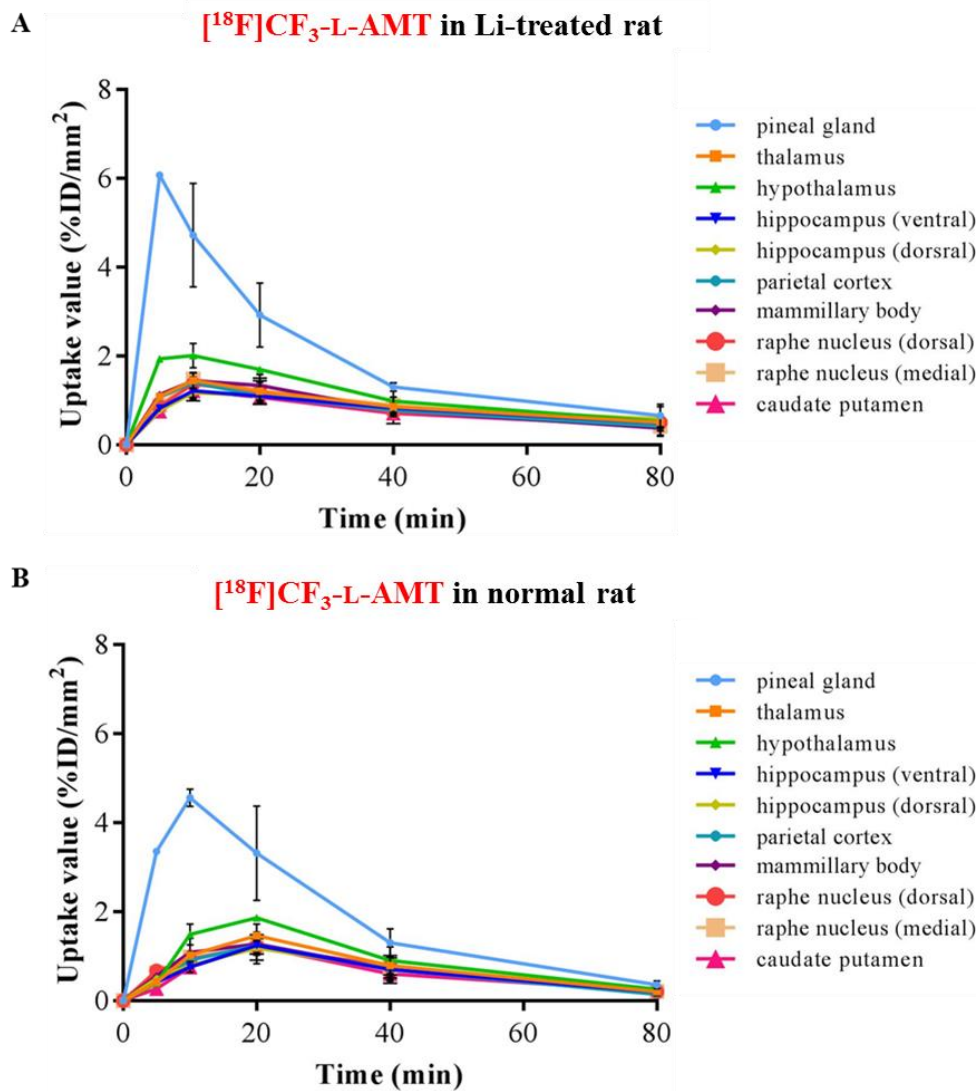 A
[¹⁸F]CF₃-L-AMT in Li-treated rat
Uptake value (%ID/mm²)
8
6
4
2
0
0 20 40 60 80
Time (min)
pineal gland
thalamus
hypothalamus
hippocampus (ventral)
hippocampus (dorsral)
parietal cortex
mammillary body
raphe nucleus (dorsal)
raphe nucleus (medial)
caudate putamen
B
[¹⁸F]CF₃-L-AMT in normal rat
Uptake value (%ID/mm²)
8
6
4
2
0
0 20 40 60 80
Time (min)
pineal gland
thalamus
hypothalamus
hippocampus (ventral)
hippocampus (dorsral)
parietal cortex
mammillary body
raphe nucleus (dorsal)
raphe nucleus (medial)
caudate putamen